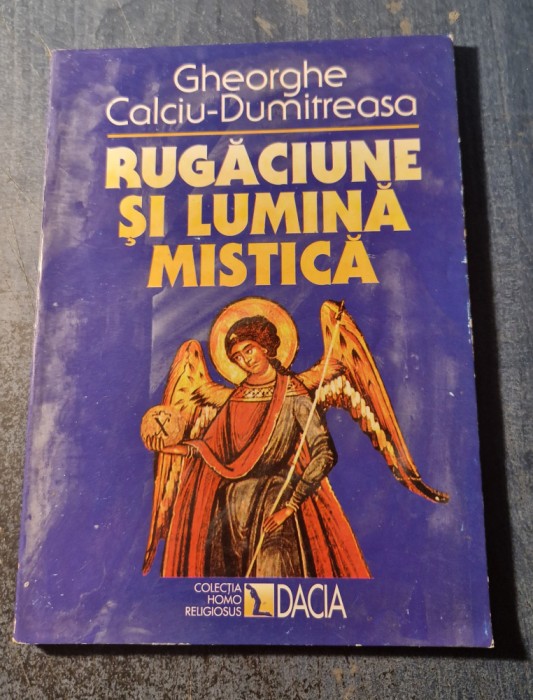 Gheorghe
Calciu-Dumitreasa
RUGĂCIUNE
ȘI LUMINĂ
MISTICĂ
X
COLECȚIA
HOMO
RELIGIOSUS
DACIA